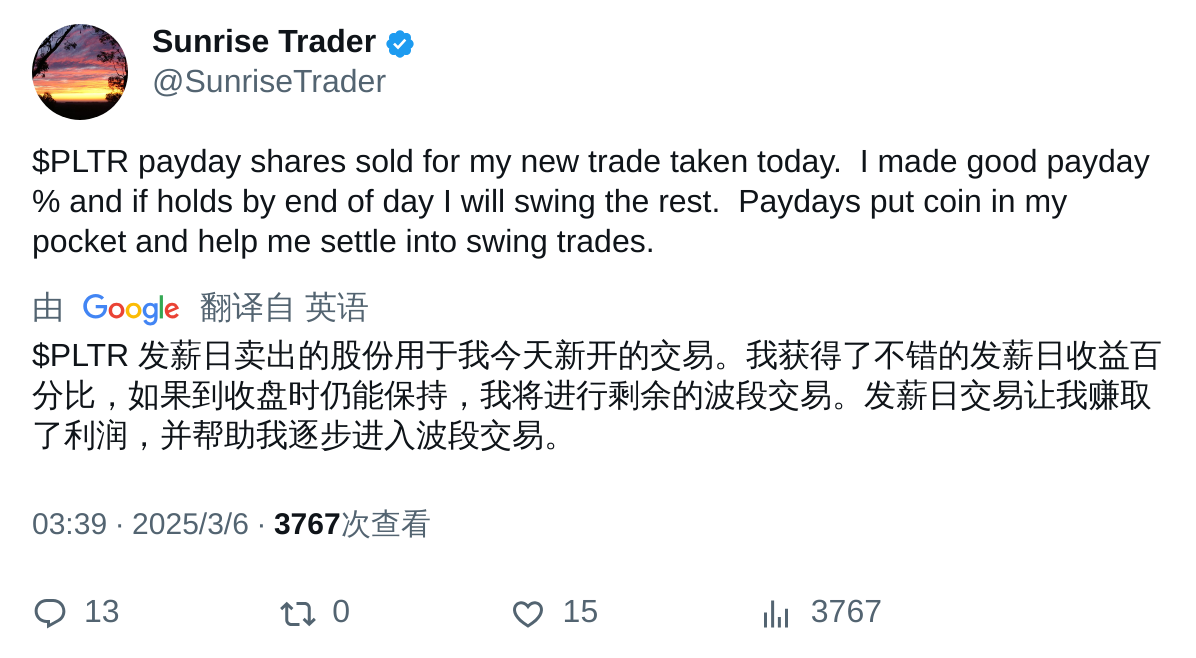 Sunrise Trader
@SunriseTrader
$PLTR payday shares sold for my new trade taken today.  I made good payday
% and if holds by end of day I will swing the rest.  Paydays put coin in my
pocket and help me settle into swing trades.
由 Google 翻译自 英语
$PLTR 发薪日卖出的股份用于我今天新开的交易。我获得了不错的发薪日收益百
分比，如果到收盘时仍能保持，我将进行剩余的波段交易。发薪日交易让我赚取
了利润，并帮助我逐步进入波段交易。
03:39 · 2025/3/6 · 3767次查看
13 0 15 3767